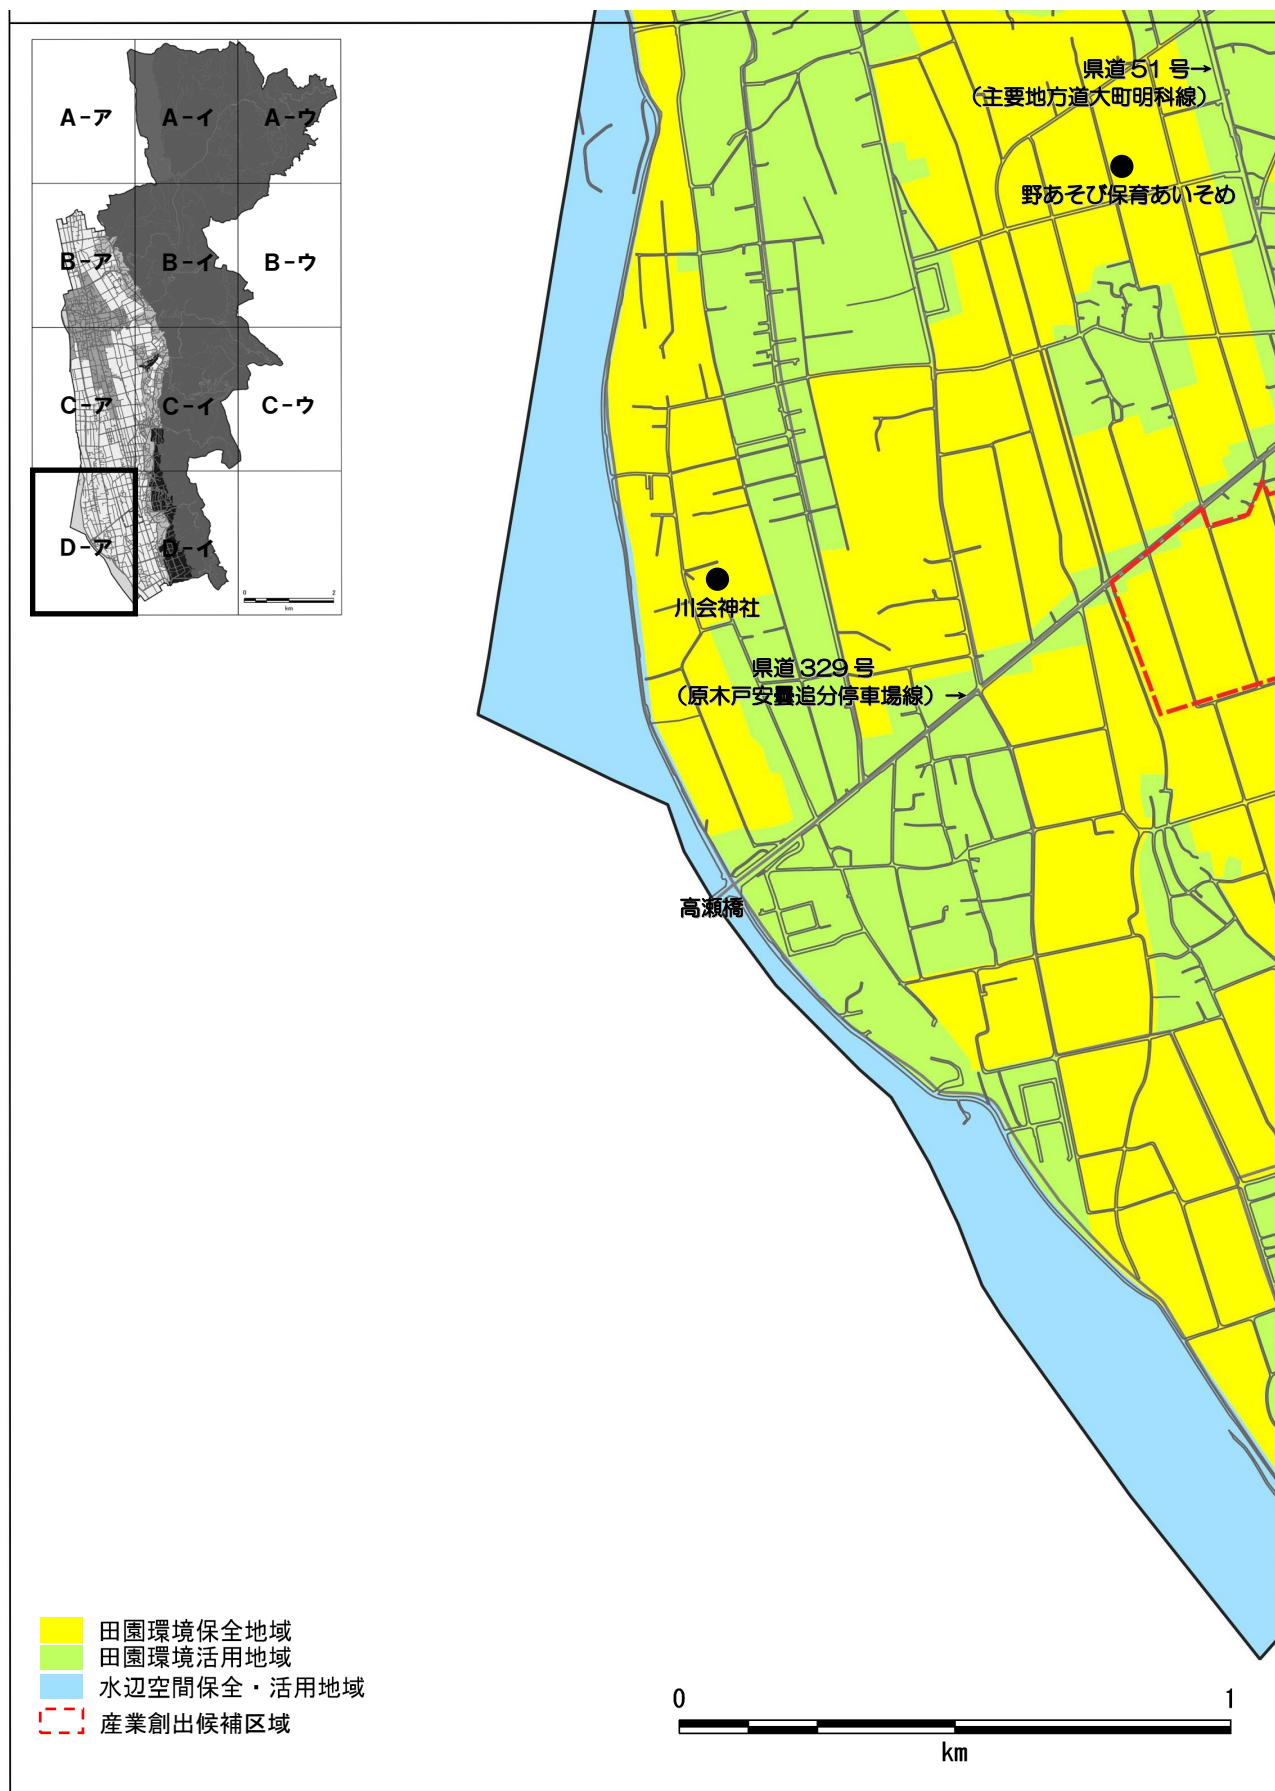 A-ア
A-イ
A-ウ
B-ア
B-イ
B-ウ
C-ア
C-イ
C-ウ
D-ア
D-イ
0
2
km
県道 51 号→
（主要地方道大町明科線）
野あそび保育あいそめ
川会神社
県道 329 号
（原木戸安曇追分停車場線）→
高瀬橋
田園環境保全地域
田園環境活用地域
水辺空間保全・活用地域
産業創出候補区域
0
1
km